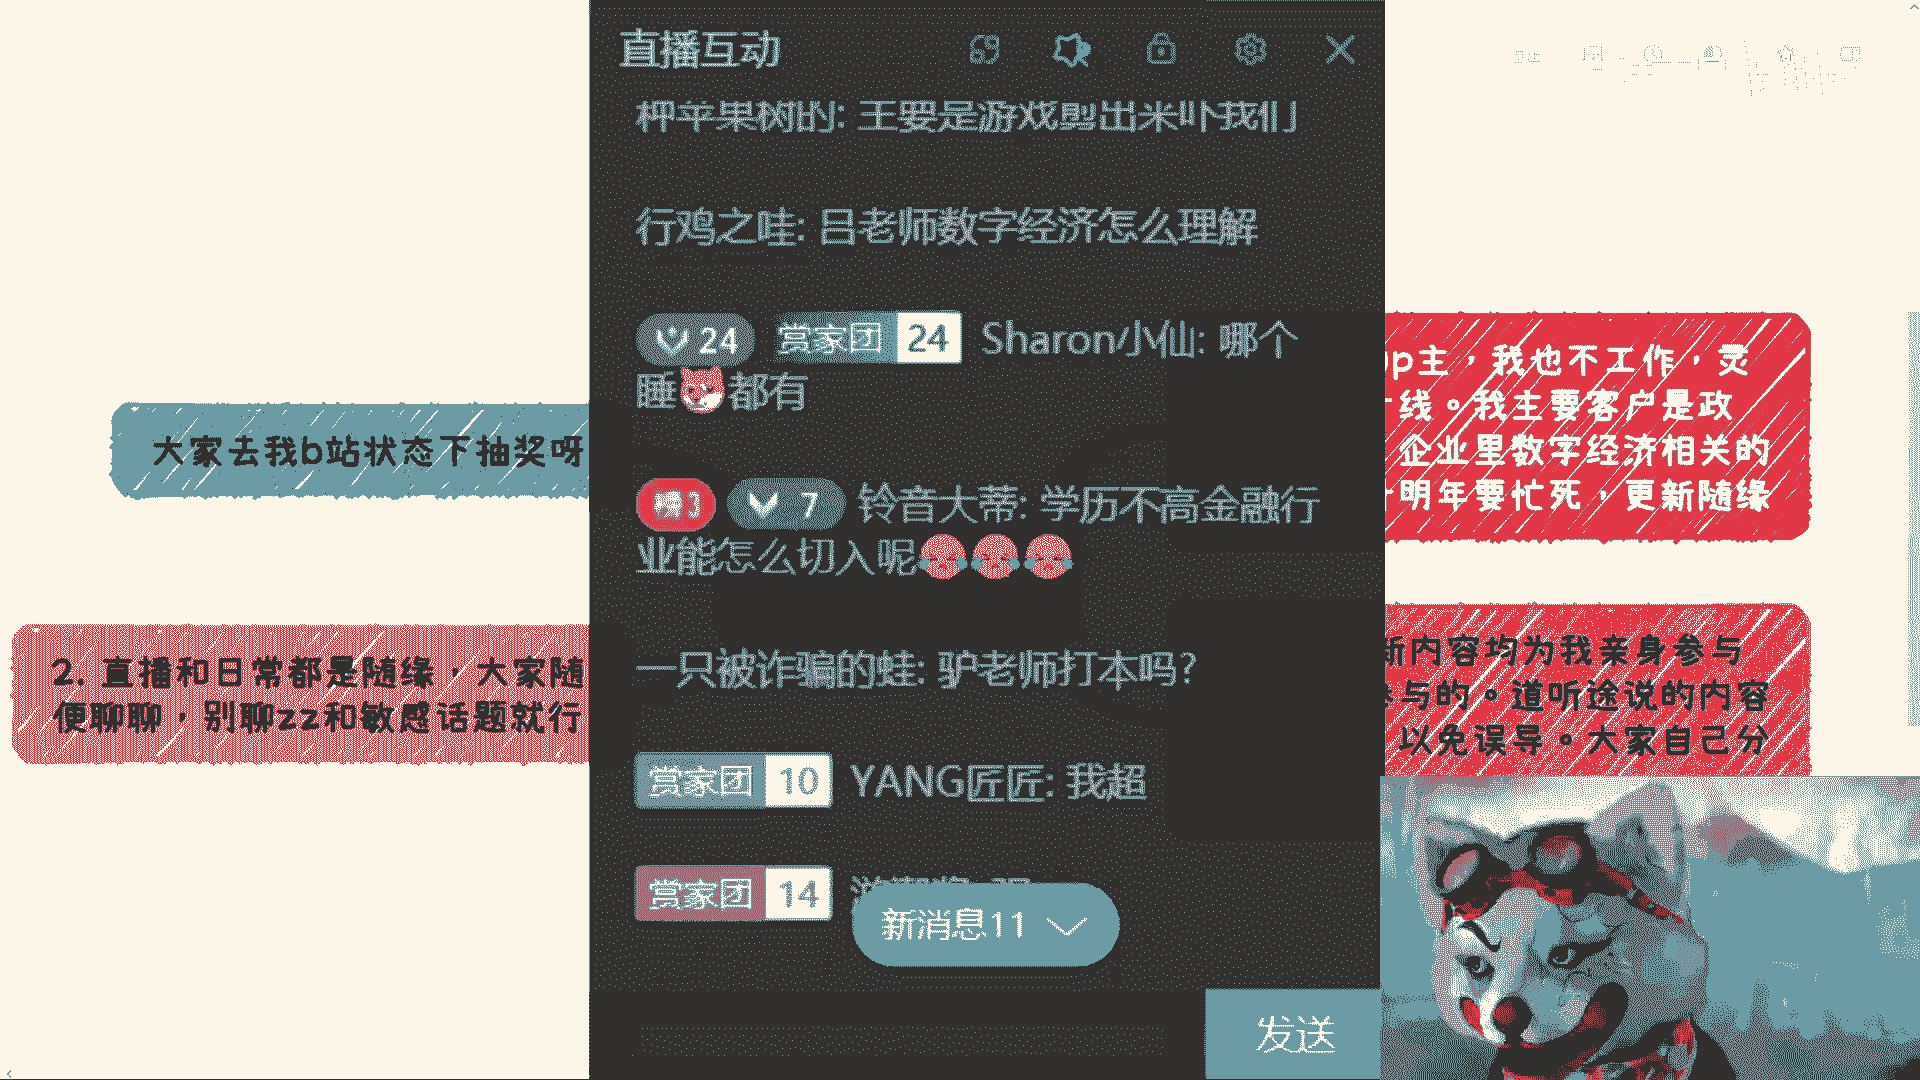 直播互动
种苹果树的: 主要是游戏剪出来吓我们
行鸡之哇: 吕老师数字经济怎么理解
24 赏家团 24 Sharon小仙: 哪个
睡都有
7 铃音大蒂: 学历不高金融行
业能怎么切入呢
一只被诈骗的蛙: 驴老师打本吗?
赏家团 10 YANG匠匠: 我超
赏家团 14
新消息11
发送
大家去我b站状态下抽奖呀
2. 直播和日常都是随缘，大家随
便聊聊，别聊zz和敏感话题就行
p主，我也不工作，灵
线。我主要客户是政
企业里数字经济相关的
明年要忙死，更新随缘
新内容均为我亲身参与
参与的。道听途说的内容
以免误导。大家自己分